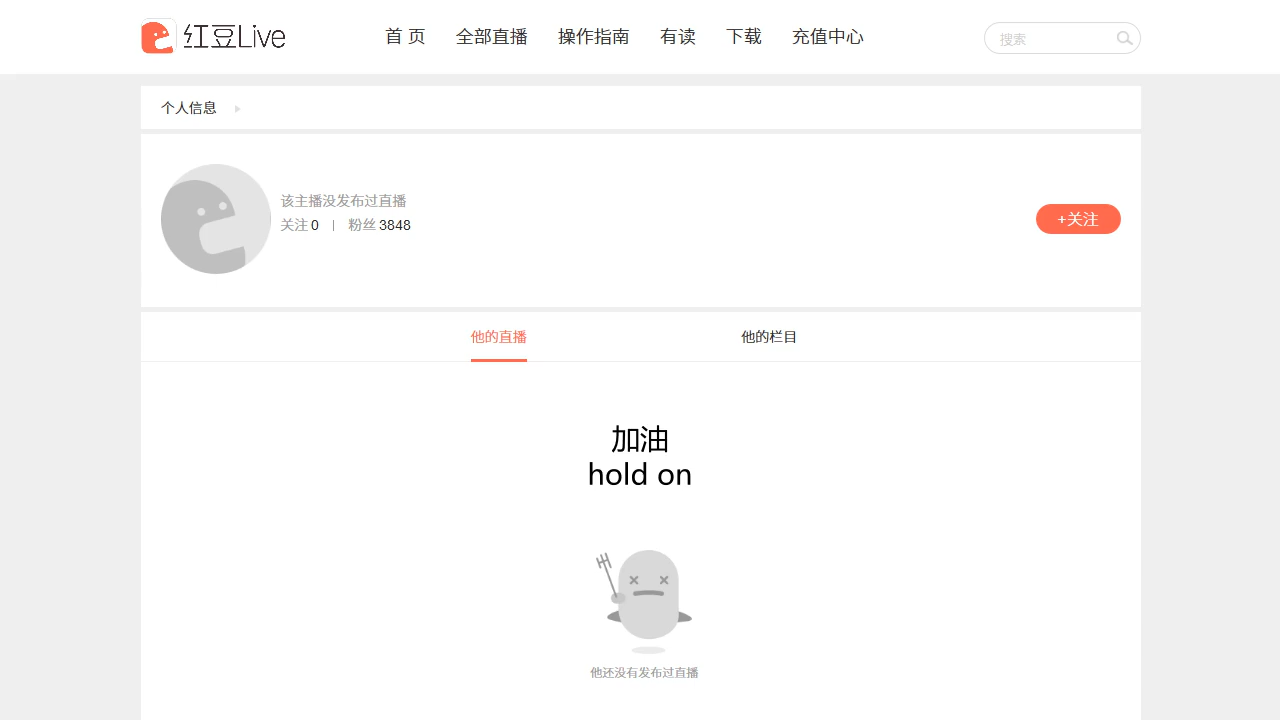 红豆Live
首 页 全部直播 操作指南 有读 下载 充值中心 搜索
个人信息
该主播没发布过直播
关注 0 | 粉丝 3848
+关注
他的直播 他的栏目
加油
hold on
他还没有发布过直播